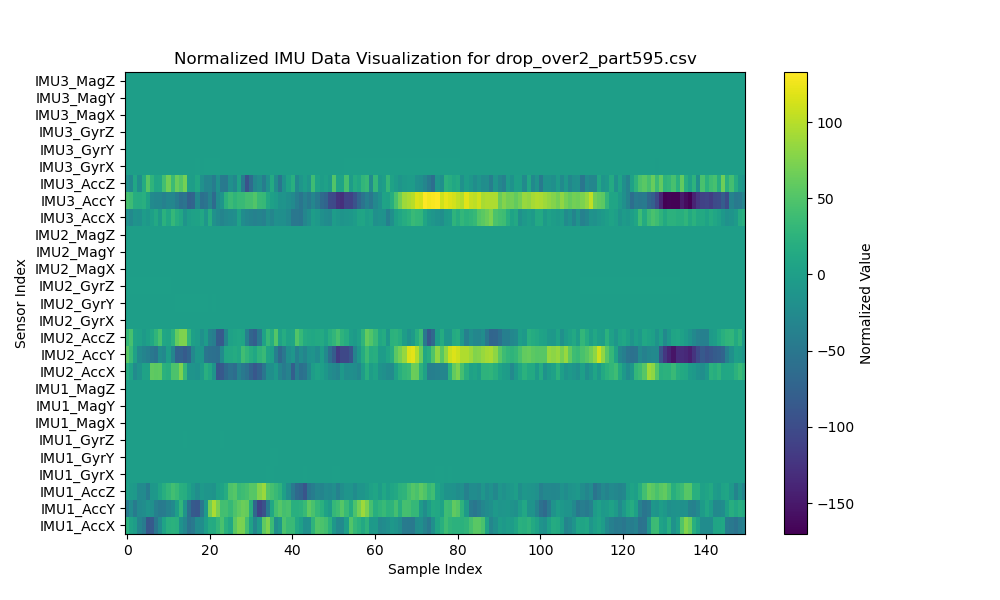 Normalized IMU Data Visualization for drop_over2_part595.csv
IMU3_MagZ
IMU3_MagY
IMU3_MagX
IMU3_GyrZ
IMU3_GyrY
IMU3_GyrX
IMU3_AccZ
IMU3_AccY
IMU3_AccX
IMU2_MagZ
IMU2_MagY
IMU2_MagX
IMU2_GyrZ
IMU2_GyrY
IMU2_GyrX
IMU2_AccZ
IMU2_AccY
IMU2_AccX
IMU1_MagZ
IMU1_MagY
IMU1_MagX
IMU1_GyrZ
IMU1_GyrY
IMU1_GyrX
IMU1_AccZ
IMU1_AccY
IMU1_AccX
Sensor Index
0 20 40 60 80 100 120 140
Sample Index
100
50
0
−50
−100
−150
Normalized Value